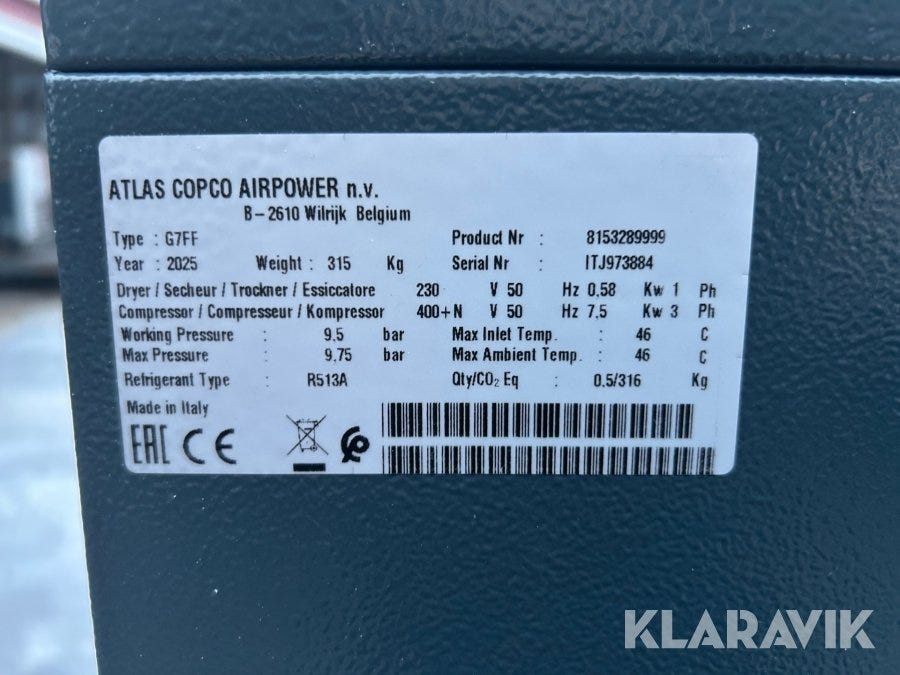 ATLAS COPCO AIRPOWER n.v.
B-2610 Wilrijk Belgium
Type : G7FF Product Nr : 8153289999
Year : 2025 Weight : 315 Kg Serial Nr : ITJ973884
Dryer / Secheur / Trockner / Essiccatore 230 V 50 Hz 0,58 Kw 1 Ph
Compressor / Compresseur / Kompressor 400+N V 50 Hz 7,5 Kw 3 Ph
Working Pressure : 9,5 bar Max Inlet Temp. : 46 C
Max Pressure : 9,75 bar Max Ambient Temp. : 46 C
Refrigerant Type : R513A Qty/CO₂ Eq : 0.5/316 Kg
Made in Italy
EAC CE
KLARAVIK